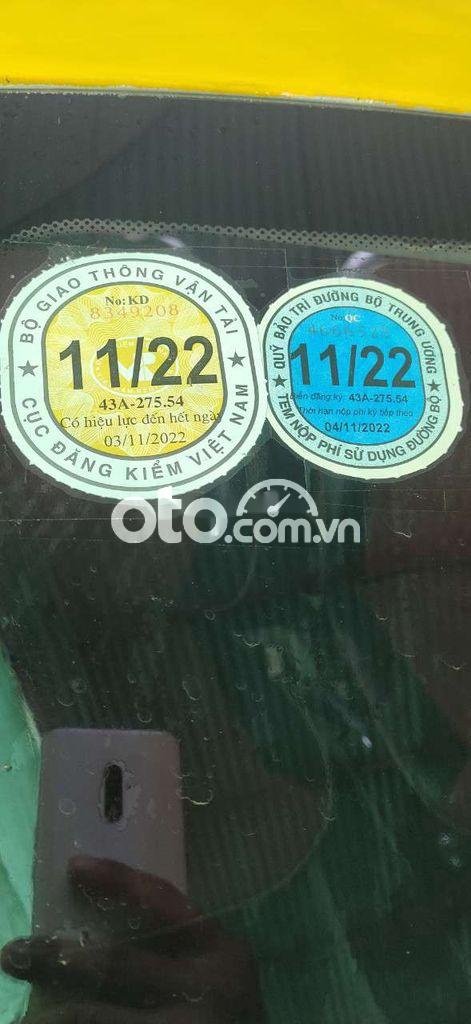 BỘ GIAO THÔNG VẬN TẢI
No: KD
8349208
11/22
43A-275.54
Có hiệu lực đến hết ngày
03/11/2022
CỤC ĐĂNG KIỂM VIỆT NAM
QUỸ BẢO TRÌ ĐƯỜNG BỘ TRUNG ƯƠNG
No: QC
11/22
Biển đăng ký: 43A-275.54
Thời hạn nộp phí kỳ tiếp theo
04/11/2022
TEM NỘP PHÍ SỬ DỤNG ĐƯỜNG BỘ
oto.com.vn